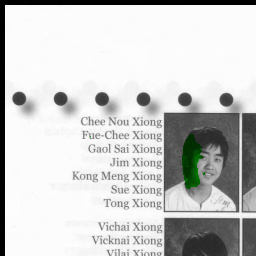 Chee Nou Xiong
Fue-Chee Xiong
Gaol Sai Xiong
Jim Xiong
Kong Meng Xiong
Sue Xiong
Tong Xiong
Vichai Xiong
Vicknai Xiong
Vilai Xiong